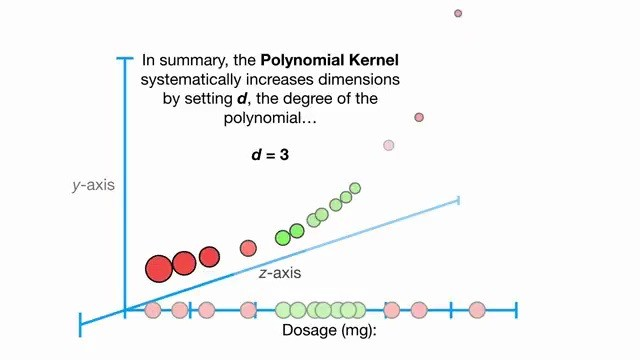 In summary, the Polynomial Kernel
systematically increases dimensions
by setting d, the degree of the
polynomial…
d = 3
y-axis
z-axis
Dosage (mg):